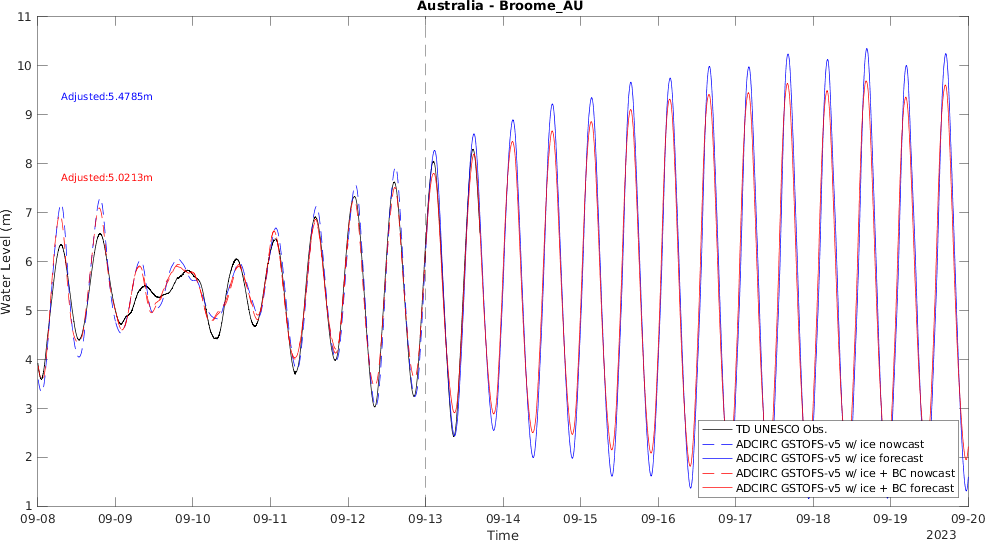 Australia - Broome_AU
11
10
9
8
7
6
5
4
3
2
1
Water Level (m)
Adjusted:5.4785m
Adjusted:5.0213m
TD UNESCO Obs.
ADCIRC GSTOFS-v5 w/ ice nowcast
ADCIRC GSTOFS-v5 w/ ice forecast
ADCIRC GSTOFS-v5 w/ ice + BC nowcast
ADCIRC GSTOFS-v5 w/ ice + BC forecast
09-08 09-09 09-10 09-11 09-12 09-13 09-14 09-15 09-16 09-17 09-18 09-19 09-20
Time
2023